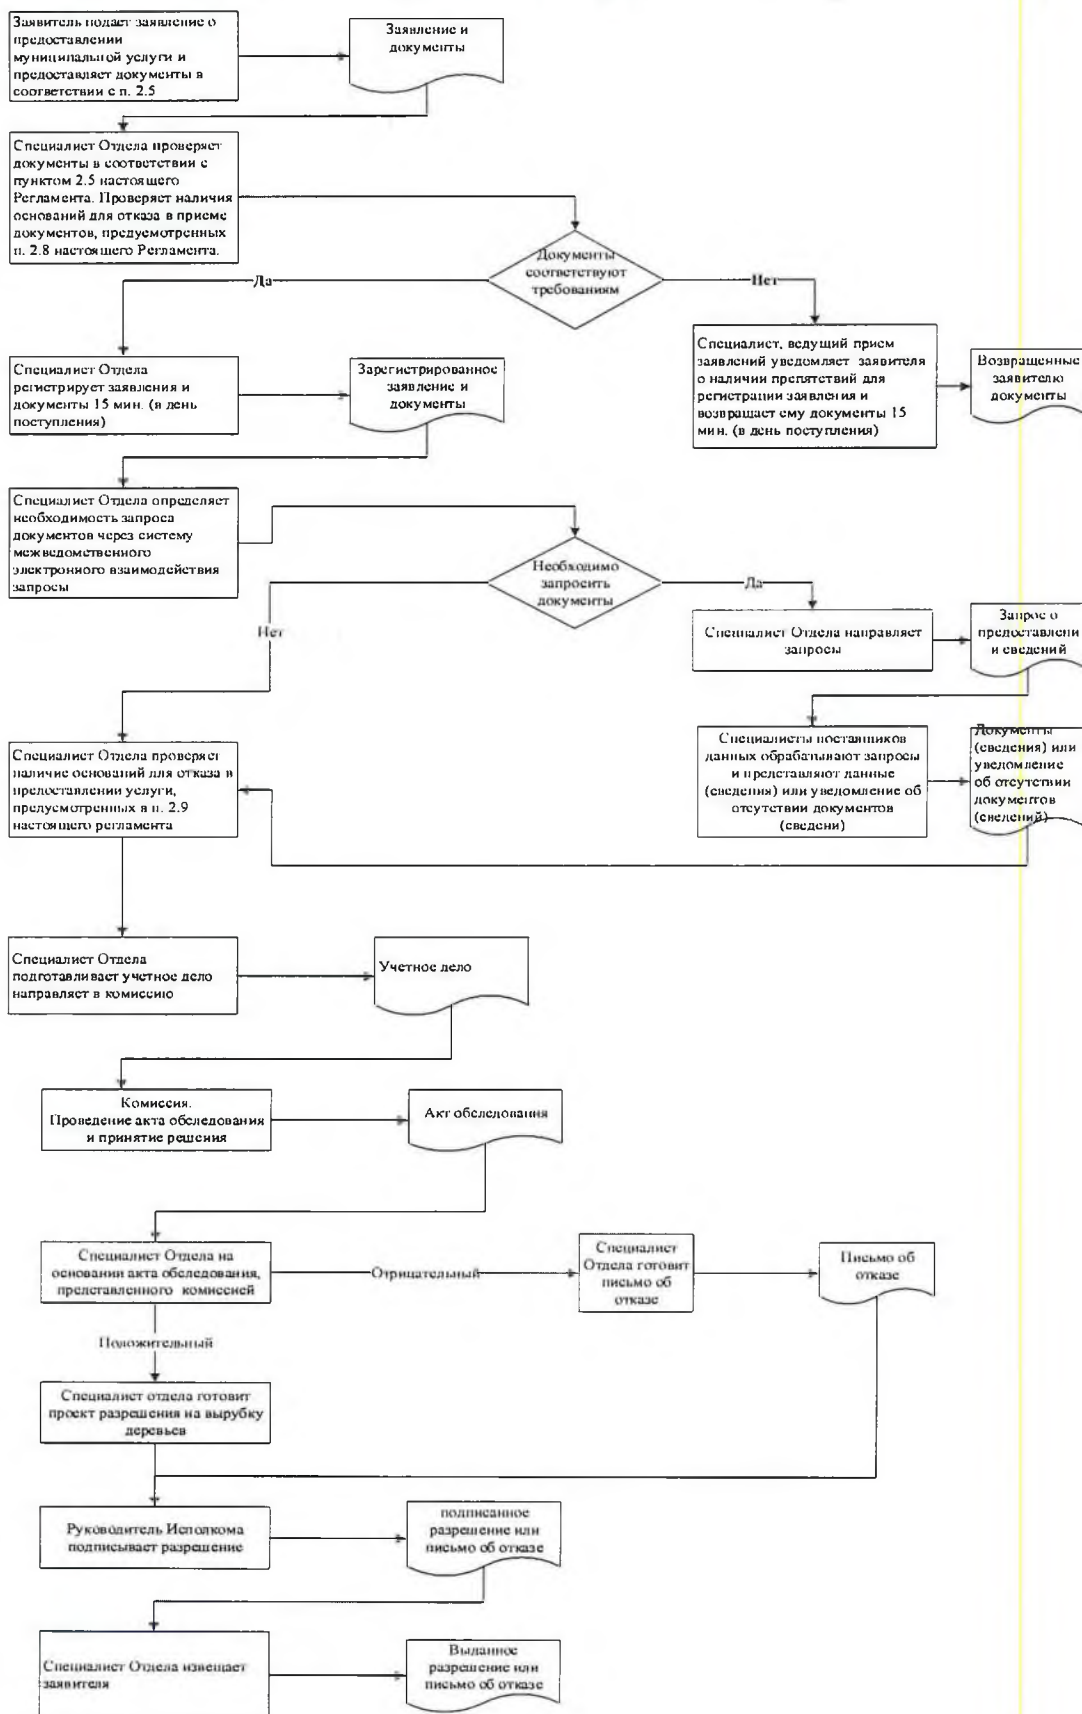 Заявитель подает заявление о
предоставлении
муниципальной услуги и
предоставляет документы в
соответствии с п. 2.5
Заявление и
документы
Специалист Отдела проверяет
документы в соответствии с
пунктом 2.5 настоящего
Регламента. Проверяет наличия
оснований для отказа в приеме
документов, предусмотренных
п. 2.8 настоящего Регламента.
Документы
соответствуют
требованиям
Да
Нет
Специалист Отдела
регистрирует заявления и
документы 15 мин. (в день
поступления)
Зарегистрированное
заявление и
документы
Специалист, ведущий прием
заявлений уведомляет заявителя
о наличии препятствий для
регистрации заявления и
возвращает ему документы 15
мин. (в день поступления)
Возвращенные
заявителю
документы
Специалист Отдела определяет
необходимость запроса
документов через систему
межведомственного
электронного взаимодействия
запросы
Необходимо
запросить
документы
Да
Нет
Специалист Отдела направляет
запросы
Запрос о
предоставлени
и сведений
Специалист Отдела проверяет
наличие оснований для отказа в
предоставлении услуги,
предусмотренных в п. 2.9
настоящего регламента
Специалисты поставщиков
данных обрабатывают запросы
и представляют данные
(сведения) или уведомление об
отсутствии документов
(сведени)
Документы
(сведения) или
уведомление
об отсутствии
документов
(сведений)
Специалист Отдела
подготавливает учетное дело
направляет в комиссию
Учетное дело
Комиссия.
Проведение акта обследования
и принятие решения
Акт обследования
Специалист Отдела на
основании акта обследования,
представленного комиссией
Отрицательный
Специалист
Отдела готовит
письмо об
отказе
Письмо об
отказе
Положительный
Специалист отдела готовит
проект разрешения на вырубку
деревьев
Руководитель Исполкома
подписывает разрешение
подписанное
разрешение или
письмо об отказе
Специалист Отдела извещает
заявителя
Выданное
разрешение или
письмо об отказе